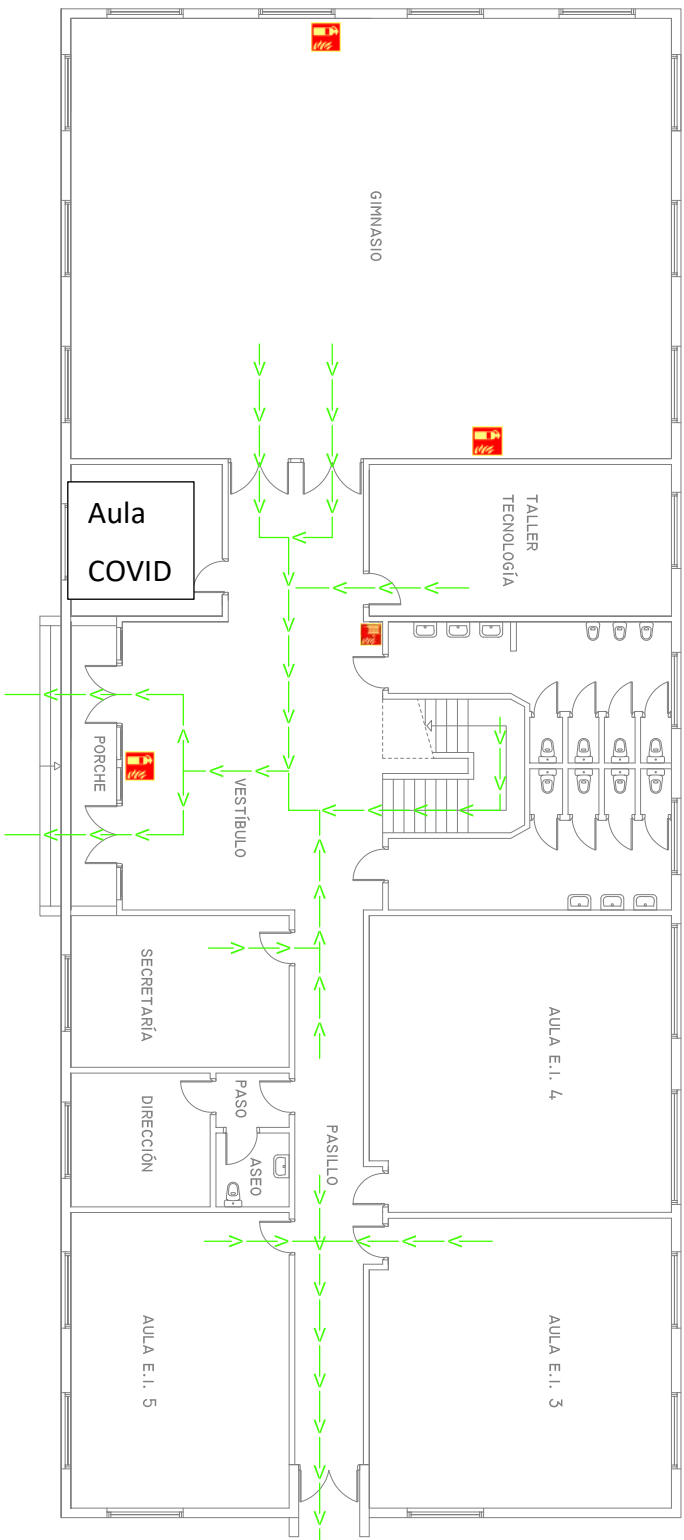 GIMNASIO
Aula
COVID
TALLER
TECNOLOGÍA
PORCHE
VESTÍBULO
SECRETARÍA
AULA E.I. 4
PASO
DIRECCIÓN
ASEO
PASILLO
AULA E.I. 5
AULA E.I. 3